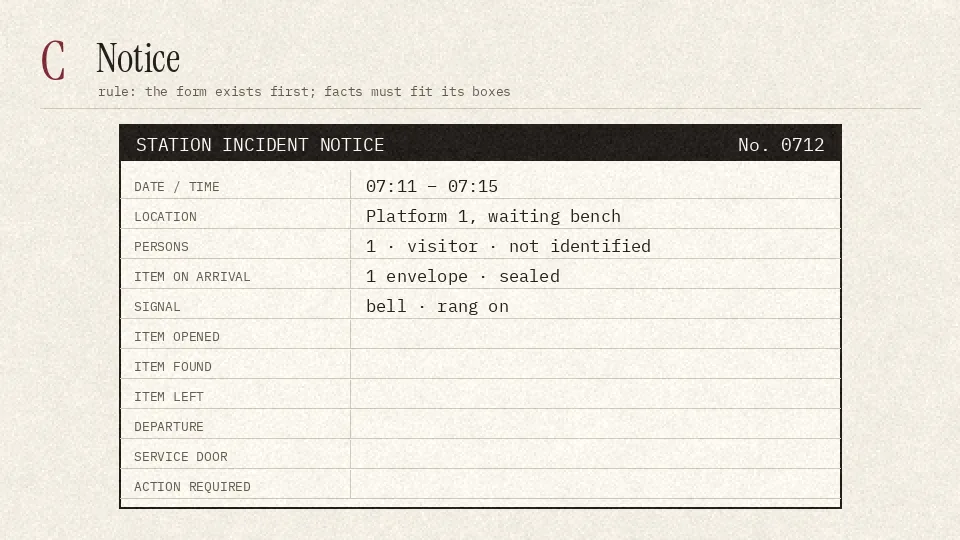 C Notice
rule: the form exists first; facts must fit its boxes
STATION INCIDENT NOTICE No. 0712
DATE / TIME 07:11 – 07:15
LOCATION Platform 1, waiting bench
PERSONS 1 · visitor · not identified
ITEM ON ARRIVAL 1 envelope · sealed
SIGNAL bell · rang on
ITEM OPENED
ITEM FOUND
ITEM LEFT
DEPARTURE
SERVICE DOOR
ACTION REQUIRED